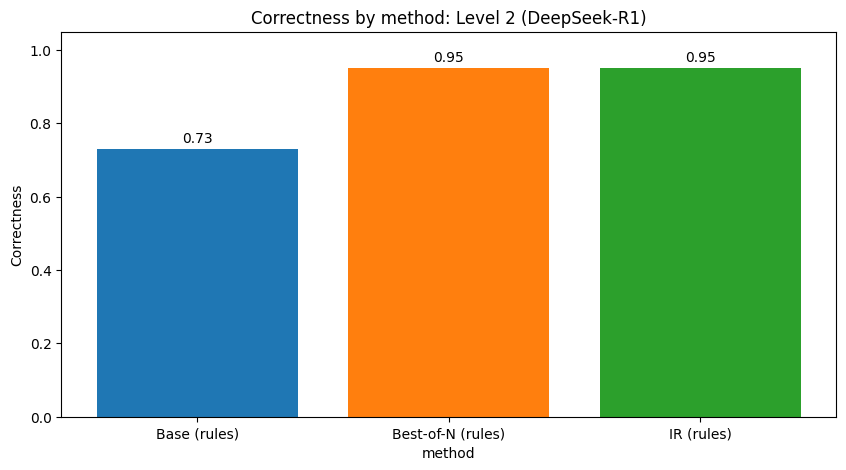 Correctness by method: Level 2 (DeepSeek-R1)
1.0
0.8
0.6
0.4
0.2
0.0
Correctness
0.73
0.95
0.95
Base (rules)
Best-of-N (rules)
IR (rules)
method